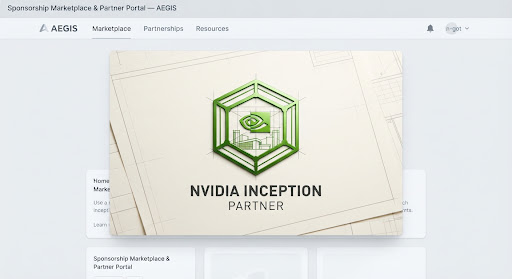 Sponsorship Marketplace & Partner Portal — AEGIS
AEGIS
Marketplace
Partnerships
Resources
NVIDIA INCEPTION
PARTNER
Sponsorship Marketplace &
Partner Portal